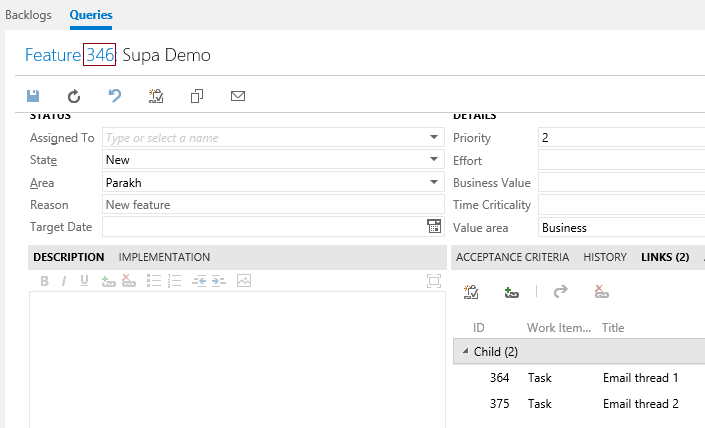 Backlogs Queries
Feature 346: Supa Demo
STATUS
Assigned To Type or select a name
State New
Area Parakh
Reason New feature
Target Date
DETAILS
Priority 2
Effort
Business Value
Time Criticality
Value area Business
DESCRIPTION IMPLEMENTATION
B I U
ACCEPTANCE CRITERIA HISTORY LINKS (2)
ID Work Item... Title
Child (2)
364 Task Email thread 1
375 Task Email thread 2